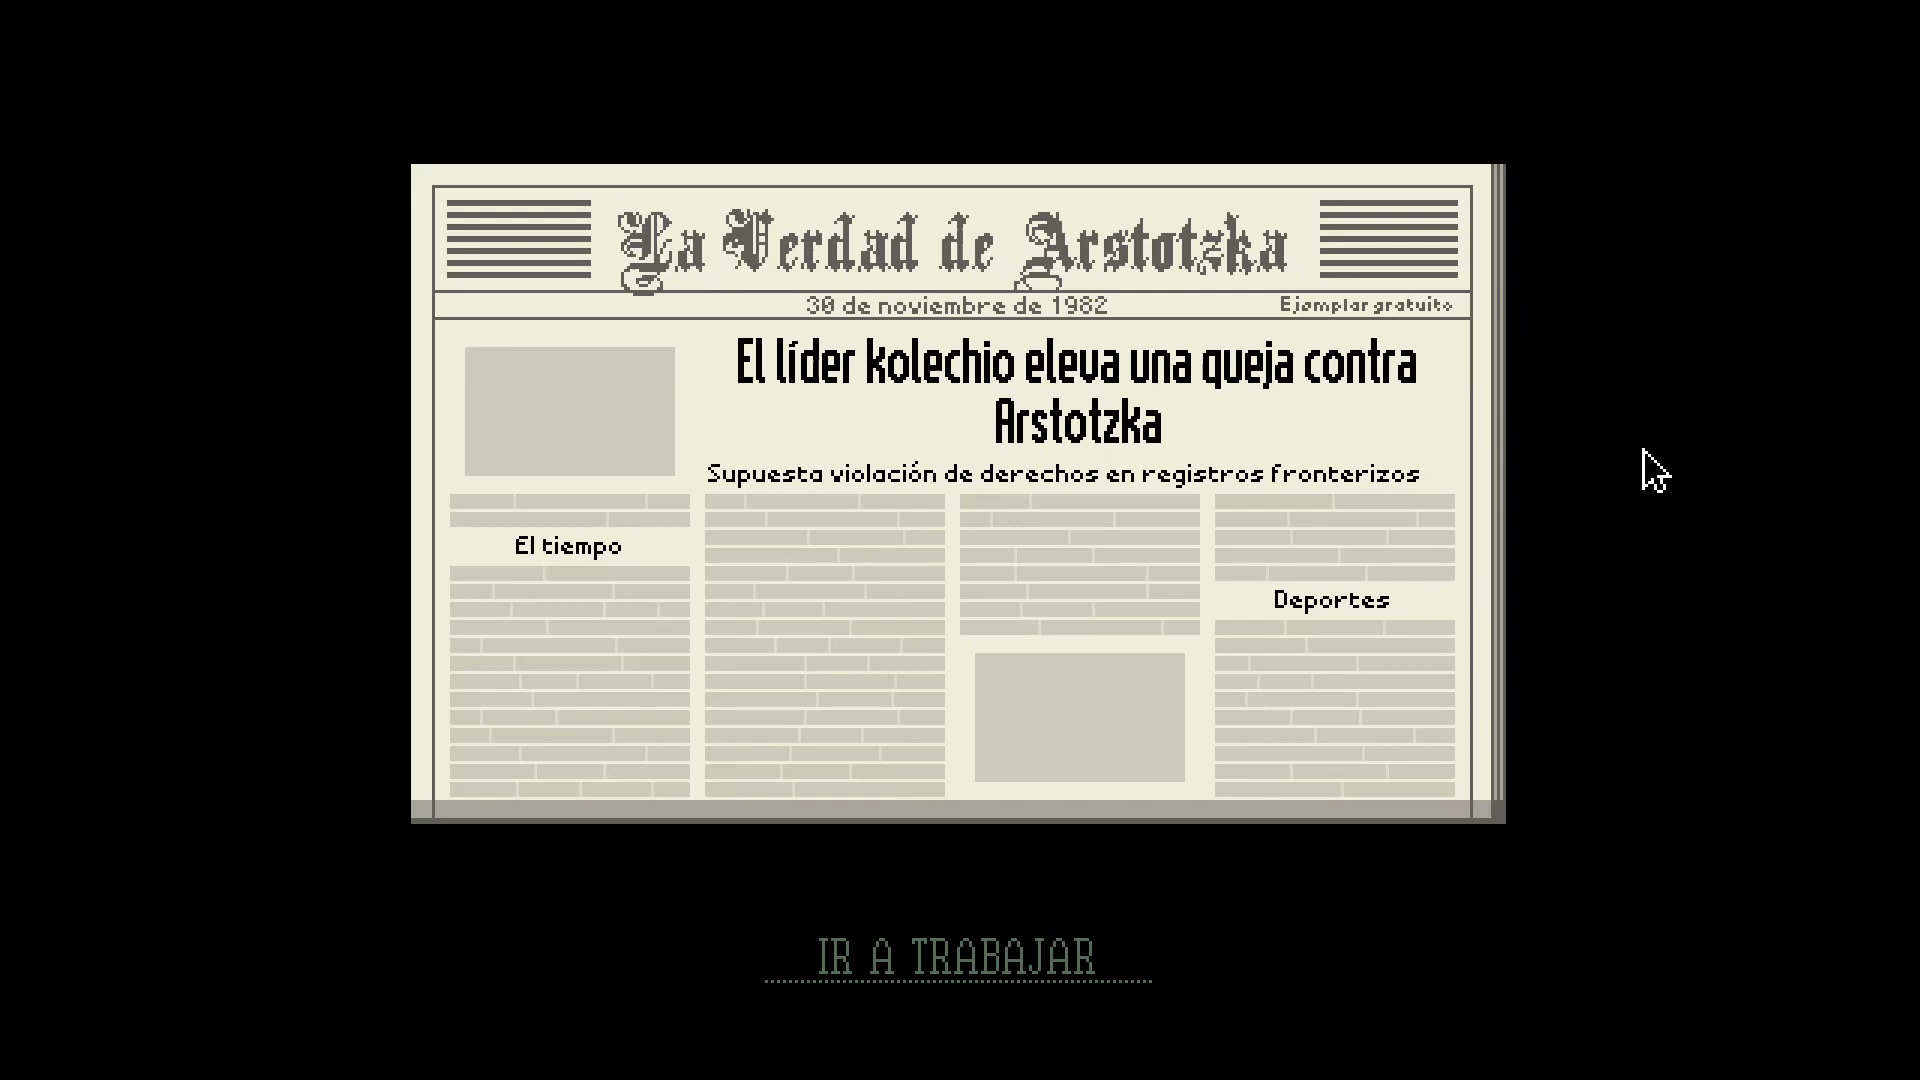 La Verdad de Arstotzka
30 de noviembre de 1982
Ejemplar gratuito
El líder kolechio eleva una queja contra
Arstotzka
Supuesta violación de derechos en registros fronterizos
El tiempo
Deportes
IR A TRABAJAR